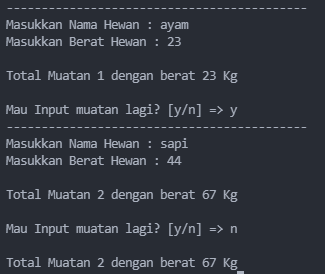 -------------------------------------------
Masukkan Nama Hewan : ayam
Masukkan Berat Hewan : 23
Total Muatan 1 dengan berat 23 Kg
Mau Input muatan lagi? [y/n] => y
-------------------------------------------
Masukkan Nama Hewan : sapi
Masukkan Berat Hewan : 44
Total Muatan 2 dengan berat 67 Kg
Mau Input muatan lagi? [y/n] => n
Total Muatan 2 dengan berat 67 Kg